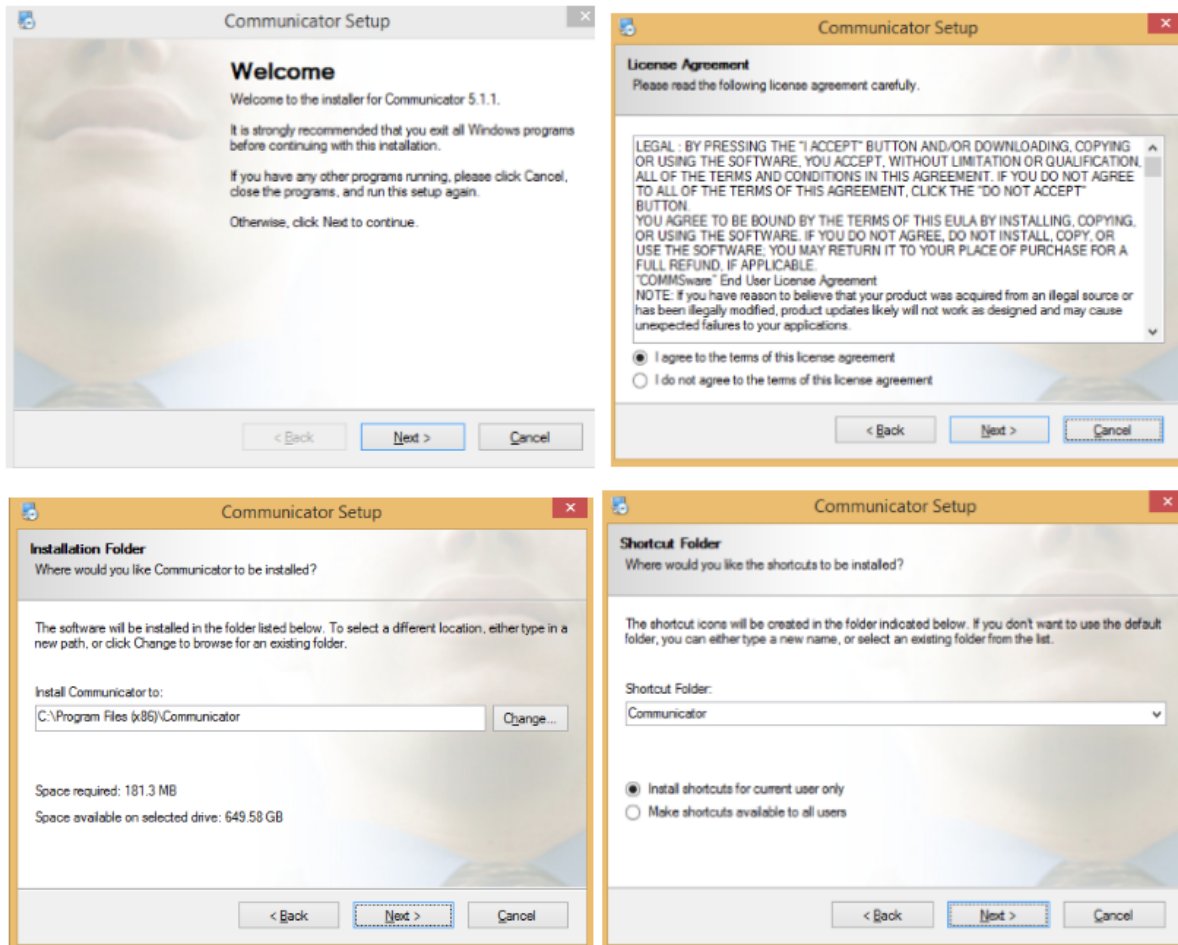 Communicator Setup
Welcome
Welcome to the installer for Communicator 5.1.1.
It is strongly recommended that you exit all Windows programs
before continuing with this installation.
If you have any other programs running, please click Cancel,
close the programs, and run this setup again.
Otherwise, click Next to continue.
< Back
Next >
Cancel
Communicator Setup
License Agreement
Please read the following license agreement carefully.
LEGAL : BY PRESSING THE "I ACCEPT" BUTTON AND/OR DOWNLOADING, COPYING
OR USING THE SOFTWARE, YOU ACCEPT, WITHOUT LIMITATION OR QUALIFICATION,
ALL OF THE TERMS AND CONDITIONS IN THIS AGREEMENT. IF YOU DO NOT AGREE
TO ALL OF THE TERMS OF THIS AGREEMENT, CLICK THE "DO NOT ACCEPT"
BUTTON.
YOU AGREE TO BE BOUND BY THE TERMS OF THIS EULA BY INSTALLING, COPYING,
OR USING THE SOFTWARE. IF YOU DO NOT AGREE, DO NOT INSTALL, COPY, OR
USE THE SOFTWARE; YOU MAY RETURN IT TO YOUR PLACE OF PURCHASE FOR A
FULL REFUND, IF APPLICABLE.
"COMMSware" End User License Agreement
NOTE: If you have reason to believe that your product was acquired from an illegal source or
has been illegally modified, product updates likely will not work as designed and may cause
unexpected failures to your applications.
I agree to the terms of this license agreement
I do not agree to the terms of this license agreement
< Back
Next >
Cancel
Communicator Setup
Installation Folder
Where would you like Communicator to be installed?
The software will be installed in the folder listed below. To select a different location, either type in a
new path, or click Change to browse for an existing folder.
Install Communicator to:
C:\Program Files (x86)\Communicator
Change...
Space required: 181.3 MB
Space available on selected drive: 649.58 GB
< Back
Next >
Cancel
Communicator Setup
Shortcut Folder
Where would you like the shortcuts to be installed?
The shortcut icons will be created in the folder indicated below. If you don't want to use the default
folder, you can either type a new name, or select an existing folder from the list.
Shortcut Folder:
Communicator
Install shortcuts for current user only
Make shortcuts available to all users
< Back
Next >
Cancel